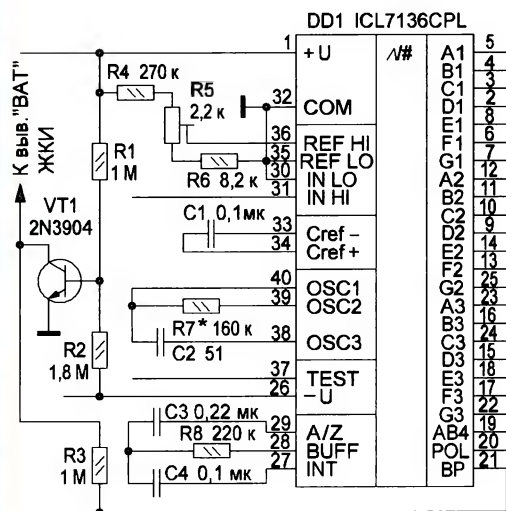 DD1 ICL7136CPL
К выв."ВАТ"
ЖКИ
R4 270 к
R5
2,2 к
R1
1 М
R6 8,2 к
VT1
2N3904
C1 0,1мк
R7* 160 к
C2 51
R2
1,8 М
C3 0,22 мк
R8 220 к
C4 0,1 мк
R3
1 М
1 +U
32 COM
36 REF HI
35 REF LO
30 IN LO
31 IN HI
33 Cref −
34 Cref +
40 OSC1
39 OSC2
38 OSC3
37 TEST
26 −U
29 A/Z
28 BUFF
27 INT
Λ/#
A1 5
B1 4
C1 3
D1 2
E1 8
F1 6
G1 7
A2 12
B2 11
C2 10
D2 9
E2 14
F2 13
G2 25
A3 23
B3 16
C3 24
D3 15
E3 18
F3 17
G3 22
AB4 19
POL 20
BP 21